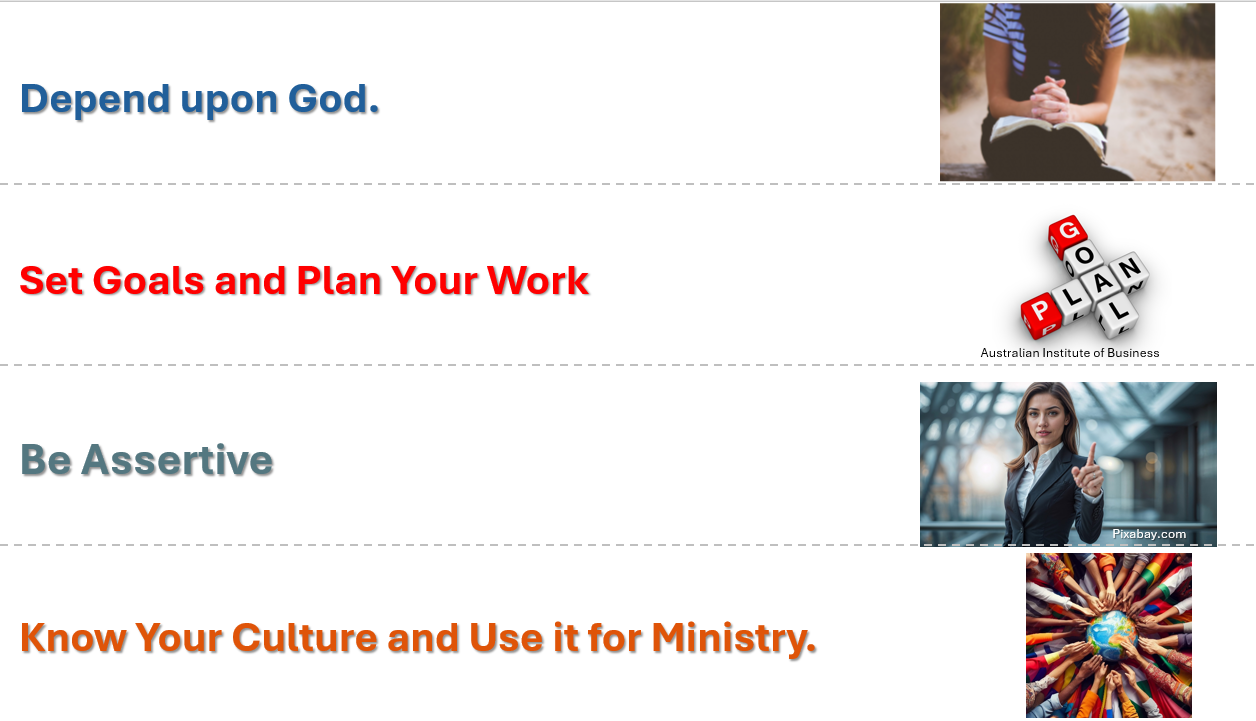 Depend upon God.
Set Goals and Plan Your Work
GOAL
PLAN
Australian Institute of Business
Be Assertive
Pixabay.com
Know Your Culture and Use it for Ministry.